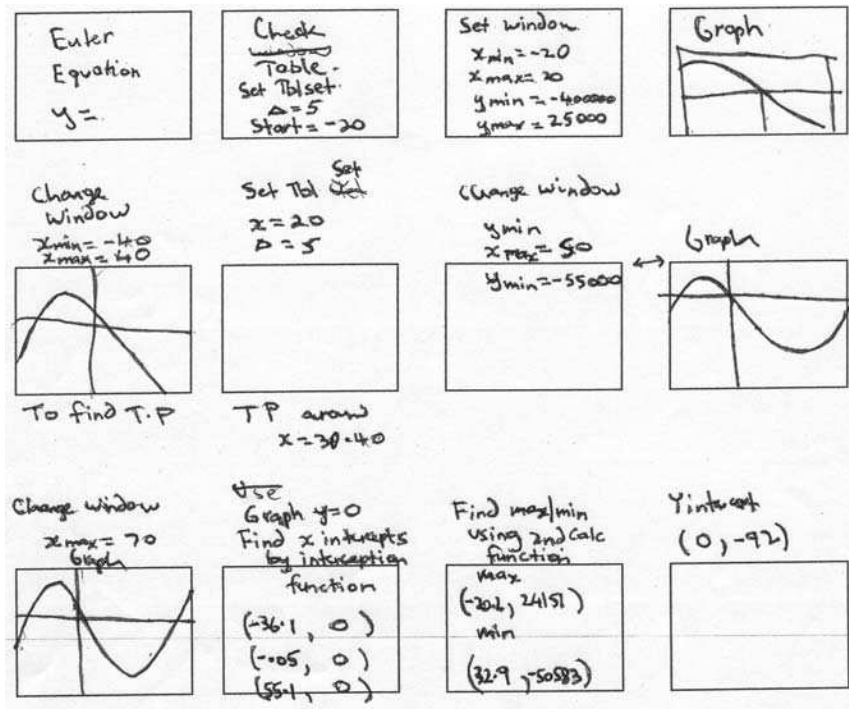 Euler
Equation
y =
Check
Table.
Set Tblset.
Δ = 5
Start = -20
Set window
xmin = -20
xmax = 20
ymin = -400000
ymax = 25000
Graph
Change
window
xmin = -40
xmax = 40
To find T.P
Set Tbl Set
x = 20
Δ = 5
TP aroun
x = 30-40
Change window
ymin
xmax = 50
ymin = -55000
Graph
Change window
xmax = 70
Graph
Use
Graph y=0
Find x intercepts
by interception
function
(-36.1, 0)
(-.05, 0)
(55.1, 0)
Find max/min
using 2nd Calc
function
max
(-20.2, 24151)
min
(32.9, -50583)
Y intercept
(0, -92)